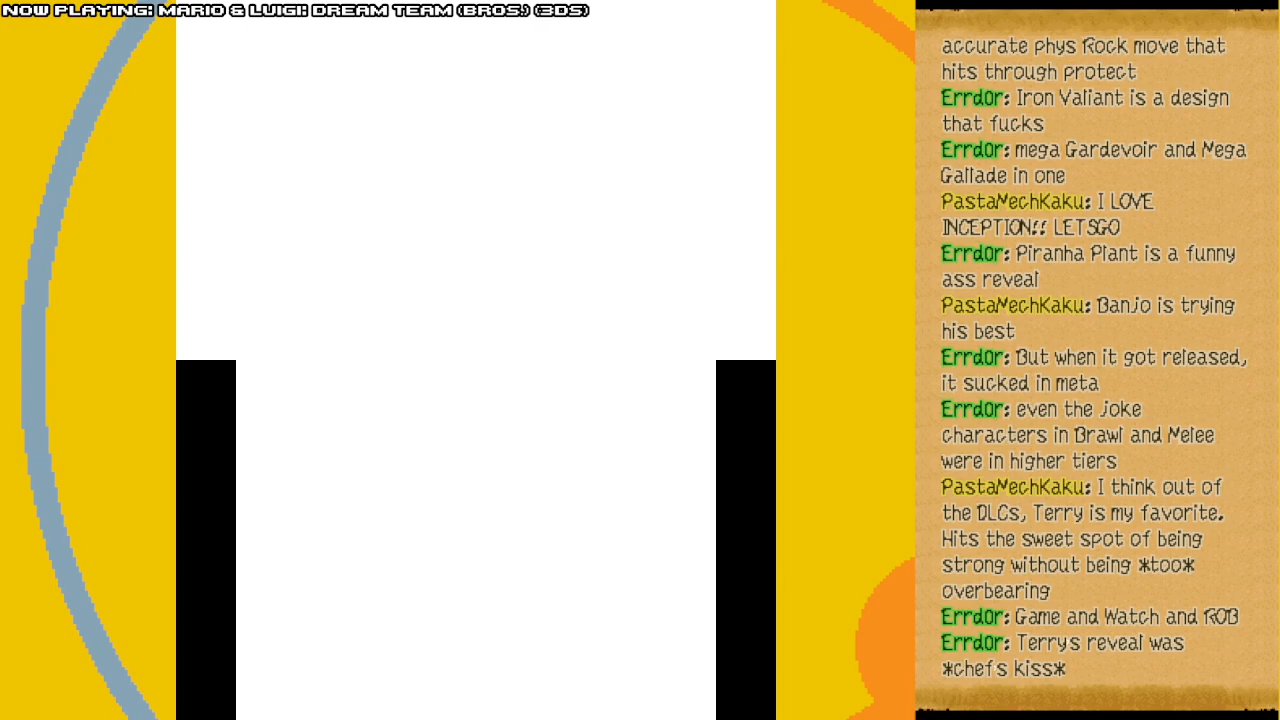 NOW PLAYING: MARIO & LUIGI: DREAM TEAM (BROS.) (3DS)
accurate phys Rock move that
hits through protect
Errd0r: Iron Valiant is a design
that fucks
Errd0r: mega Gardevoir and Mega
Gallade in one
PastaMechKaku: I LOVE
INCEPTION!! LETSGO
Errd0r: Piranha Plant is a funny
ass reveal
PastaMechKaku: Banjo is trying
his best
Errd0r: But when it got released,
it sucked in meta
Errd0r: even the joke
characters in Brawl and Melee
were in higher tiers
PastaMechKaku: I think out of
the DLCs, Terry is my favorite.
Hits the sweet spot of being
strong without being *too*
overbearing
Errd0r: Game and Watch and ROB
Errd0r: Terry's reveal was
*chef's kiss*